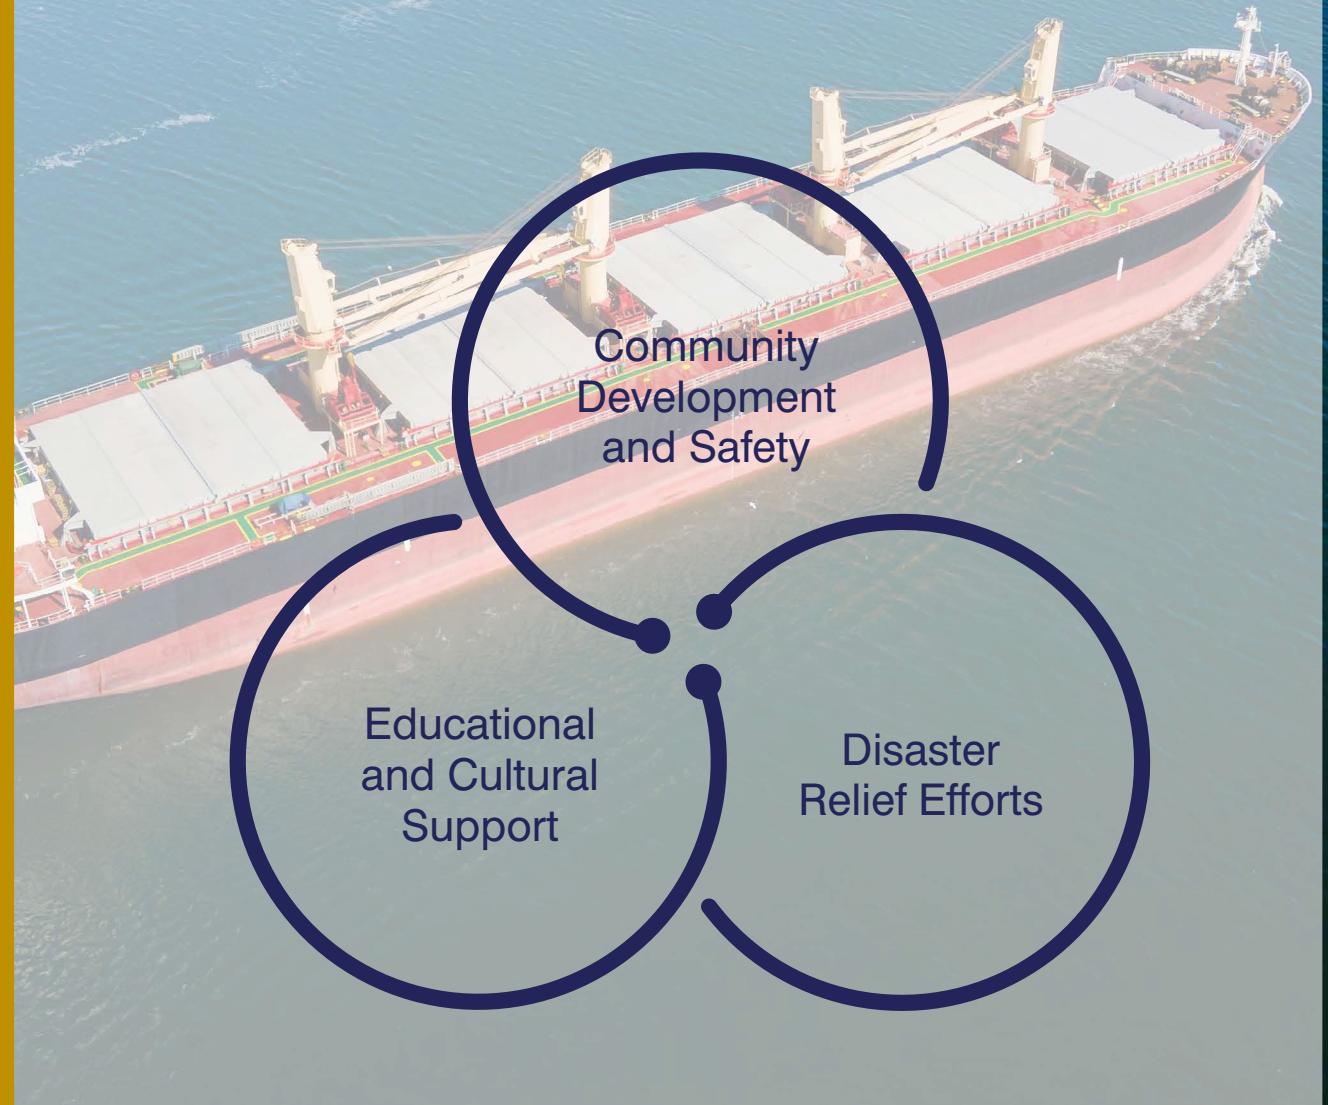 Community
Development
and Safety
Educational
and Cultural
Support
Disaster
Relief Efforts